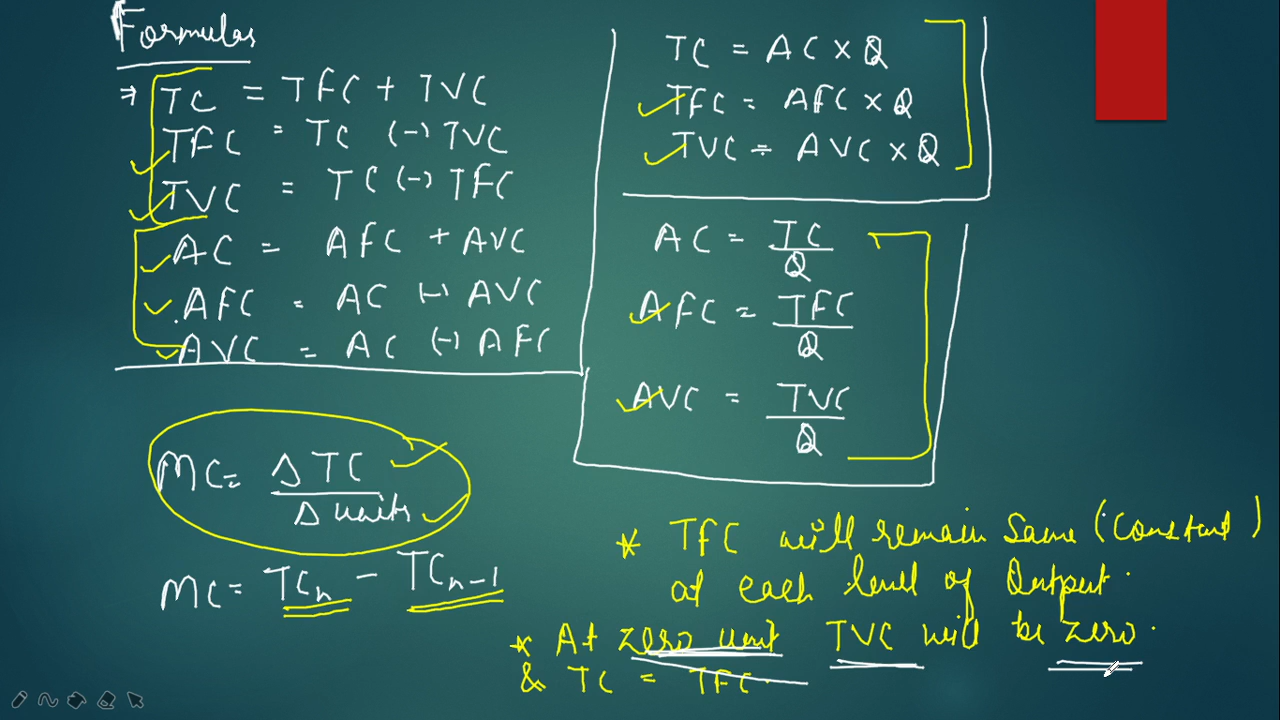 Formulas
⇒ TC = TFC + TVC
TFC = TC (-) TVC
TVC = TC (-) TFC
AC = AFC + AVC
AFC = AC (-) AVC
AVC = AC (-) AFC
TC = AC × Q
TFC = AFC × Q
TVC = AVC × Q
AC = TC/Q
AFC = TFC/Q
AVC = TVC/Q
MC = Δ TC/Δ units
MC = TCn - TCn-1
* TFC will remain Same (Constant)
at each level of Output.
* At zero unit TVC will be zero.
& TC = TFC.